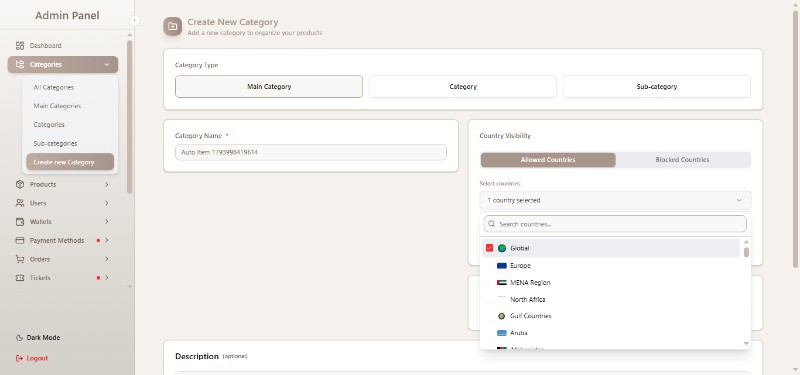 Admin Panel
Dashboard
Categories
All Categories
Main Categories
Categories
Sub-categories
Create new Category
Products
Users
Wallets
Payment Methods
Orders
Tickets
Dark Mode
Logout
Create New Category
Add a new category to organize your products
Category Type
Main Category
Category
Sub-category
Category Name *
Auto Item 1793998419614
Country Visibility
Allowed Countries
Blocked Countries
Select countries:
1 country selected
Search countries...
Global
Europe
MENA Region
North Africa
Gulf Countries
Aruba
Description (optional)